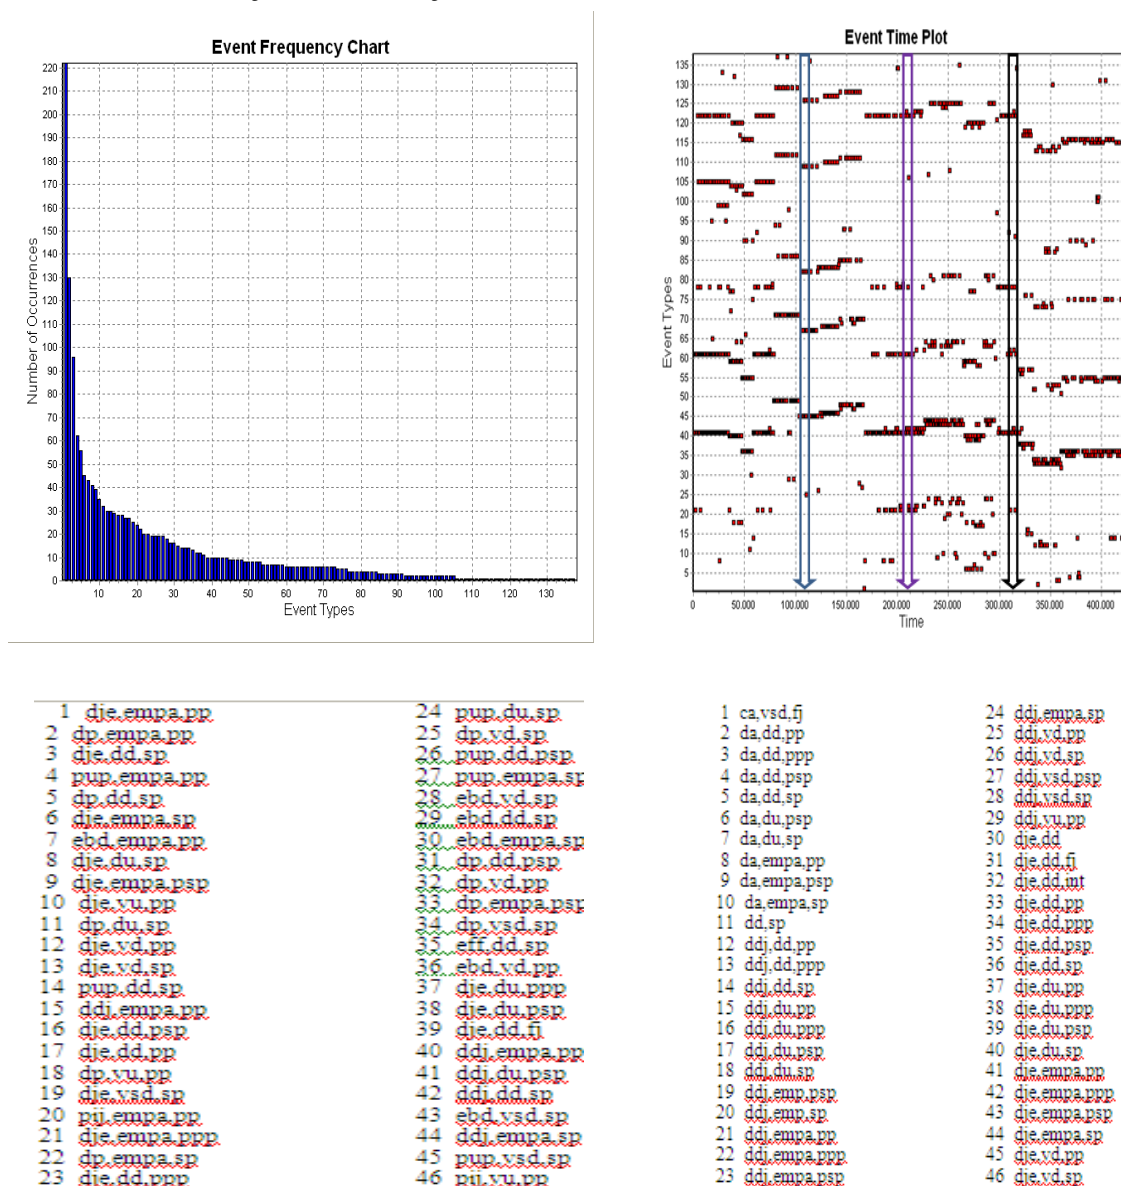 Event Frequency Chart
220
210
200
190
180
170
160
150
140
130
120
110
100
90
80
70
60
50
40
30
20
10
0
Number of Occurrences
10 20 30 40 50 60 70 80 90 100 110 120 130
Event Types
Event Time Plot
135
130
125
120
115
110
105
100
95
90
85
80
75
70
65
60
55
50
45
40
35
30
25
20
15
10
5
Event Types
0 50.000 100.000 150.000 200.000 250.000 300.000 350.000 400.000
Time
1 dje,empa,pp
2 dp,empa,pp
3 dje,dd,sp
4 pup,empa,pp
5 dp,dd,sp
6 dje,empa,sp
7 ebd,empa,pp
8 dje,du,sp
9 dje,empa,psp
10 dje,vu,pp
11 dp,du,sp
12 dje,vd,pp
13 dje,vd,sp
14 pup,dd,sp
15 ddj,empa,pp
16 dje,dd,psp
17 dje,dd,pp
18 dp,vu,pp
19 dje,vsd,sp
20 pij,empa,pp
21 dje,empa,ppp
22 dp,empa,sp
23 dje,dd,ppp
24 pup,du,sp
25 dp,vd,sp
26 pup,dd,psp
27 pup,empa,sp
28 ebd,vd,sp
29 ebd,dd,sp
30 ebd,empa,sp
31 dp,dd,psp
32 dp,vd,pp
33 dp,empa,psp
34 dp,vsd,sp
35 eff,dd,sp
36 ebd,vd,pp
37 dje,du,ppp
38 dje,du,psp
39 dje,dd,fj
40 ddj,empa,pp
41 ddj,du,psp
42 ddj,dd,sp
43 ebd,vsd,sp
44 ddj,empa,sp
45 pup,vsd,sp
46 pij,vu,pp
1 ca,vsd,fj
2 da,dd,pp
3 da,dd,ppp
4 da,dd,psp
5 da,dd,sp
6 da,du,psp
7 da,du,sp
8 da,empa,pp
9 da,empa,psp
10 da,empa,sp
11 dd,sp
12 ddj,dd,pp
13 ddj,dd,ppp
14 ddj,dd,sp
15 ddj,du,pp
16 ddj,du,ppp
17 ddj,du,psp
18 ddj,du,sp
19 ddj,emp,psp
20 ddj,emp,sp
21 ddj,empa,pp
22 ddj,empa,ppp
23 ddj,empa,psp
24 ddj,empa,sp
25 ddj,vd,pp
26 ddj,vd,sp
27 ddj,vsd,psp
28 ddj,vsd,sp
29 ddj,vu,pp
30 dje,dd
31 dje,dd,fj
32 dje,dd,int
33 dje,dd,pp
34 dje,dd,ppp
35 dje,dd,psp
36 dje,dd,sp
37 dje,du,pp
38 dje,du,ppp
39 dje,du,psp
40 dje,du,sp
41 dje,empa,pp
42 dje,empa,ppp
43 dje,empa,psp
44 dje,empa,sp
45 dje,vd,pp
46 dje,vd,sp